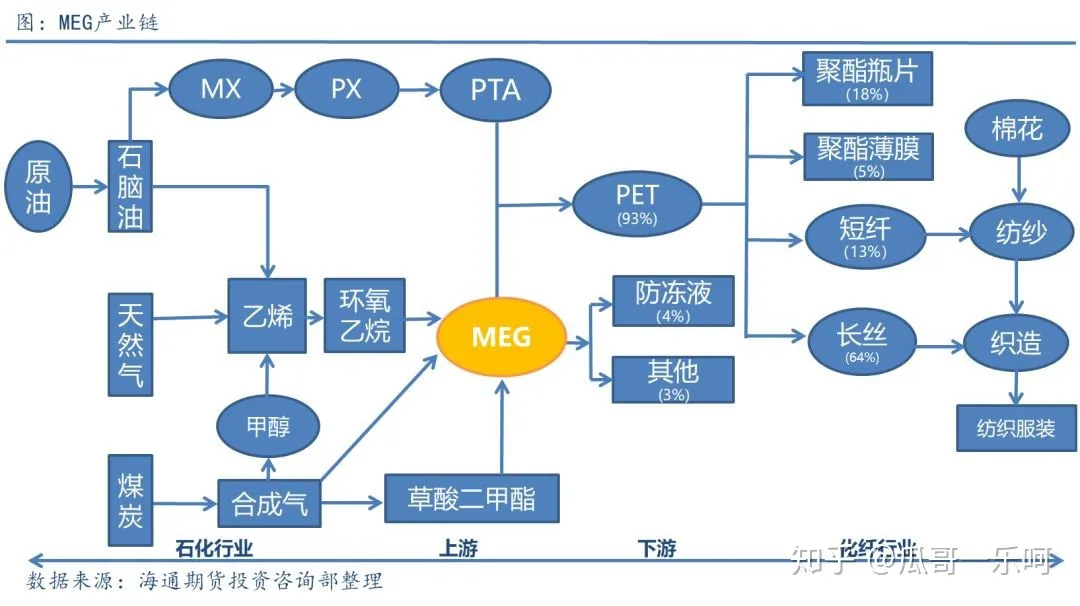 图：MEG产业链
MX
PX
PTA
聚酯瓶片
(18%)
棉花
原油
石脑油
聚酯薄膜
(5%)
PET
(93%)
短纤
(13%)
纺纱
天然气
乙烯
环氧
乙烷
MEG
防冻液
(4%)
长丝
(64%)
织造
其他
(3%)
甲醇
纺织服装
煤炭
合成气
草酸二甲酯
石化行业
上游
下游
化纤行业
数据来源：海通期货投资咨询部整理
知乎 @瓜哥一乐呵